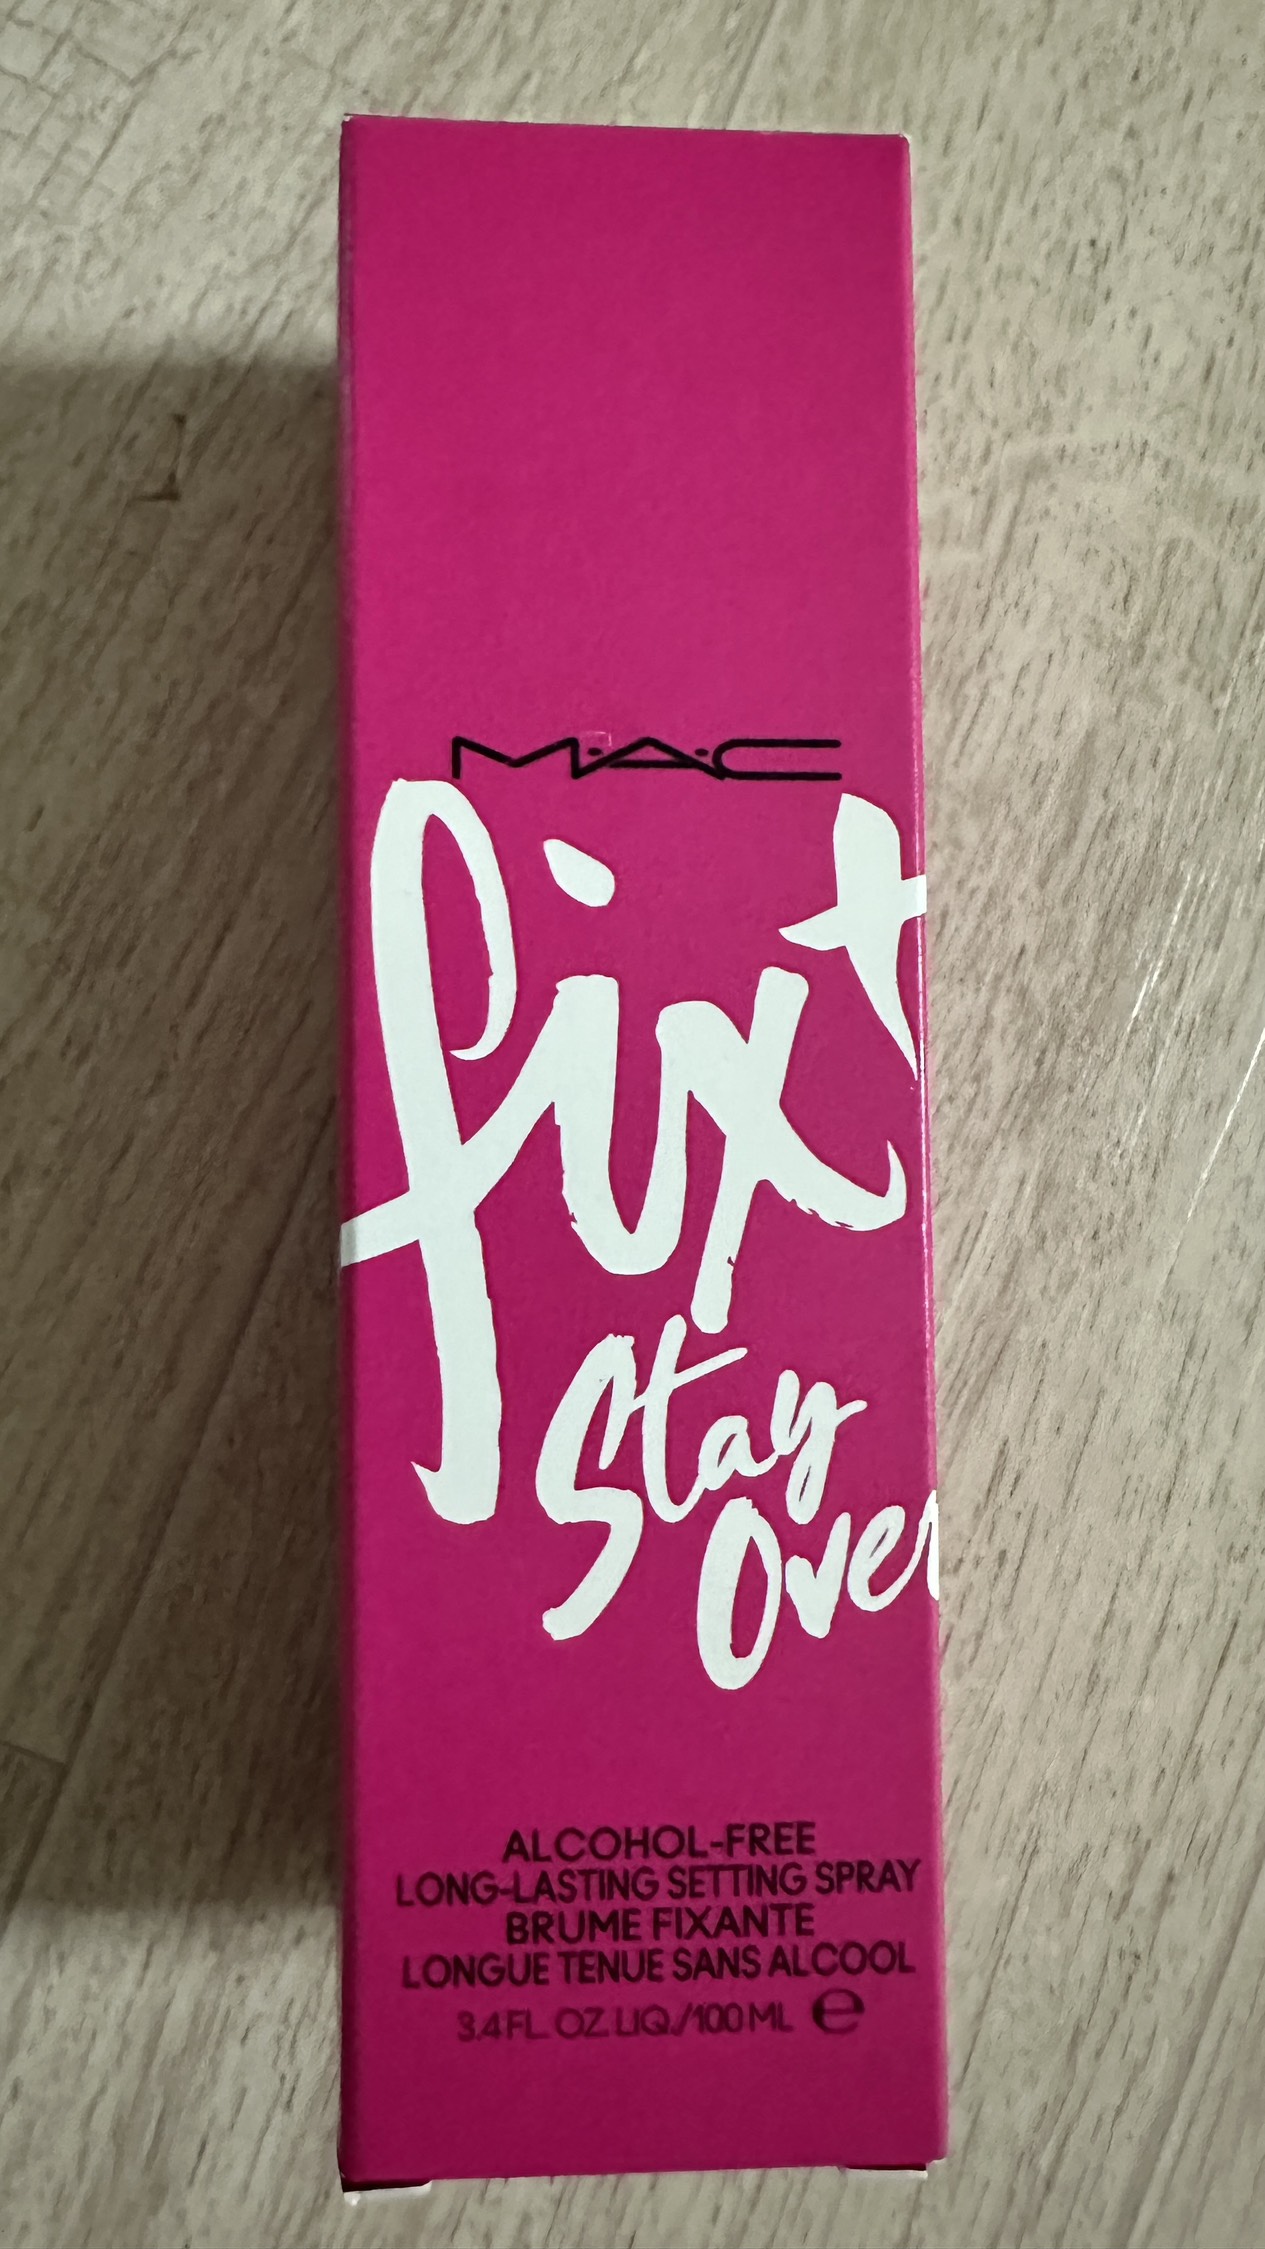 M·A·C
fix+
Stay
Over
ALCOHOL-FREE
LONG-LASTING SETTING SPRAY
BRUME FIXANTE
LONGUE TENUE SANS ALCOOL
3.4 FL. OZ. LIQ./100 ML ℮